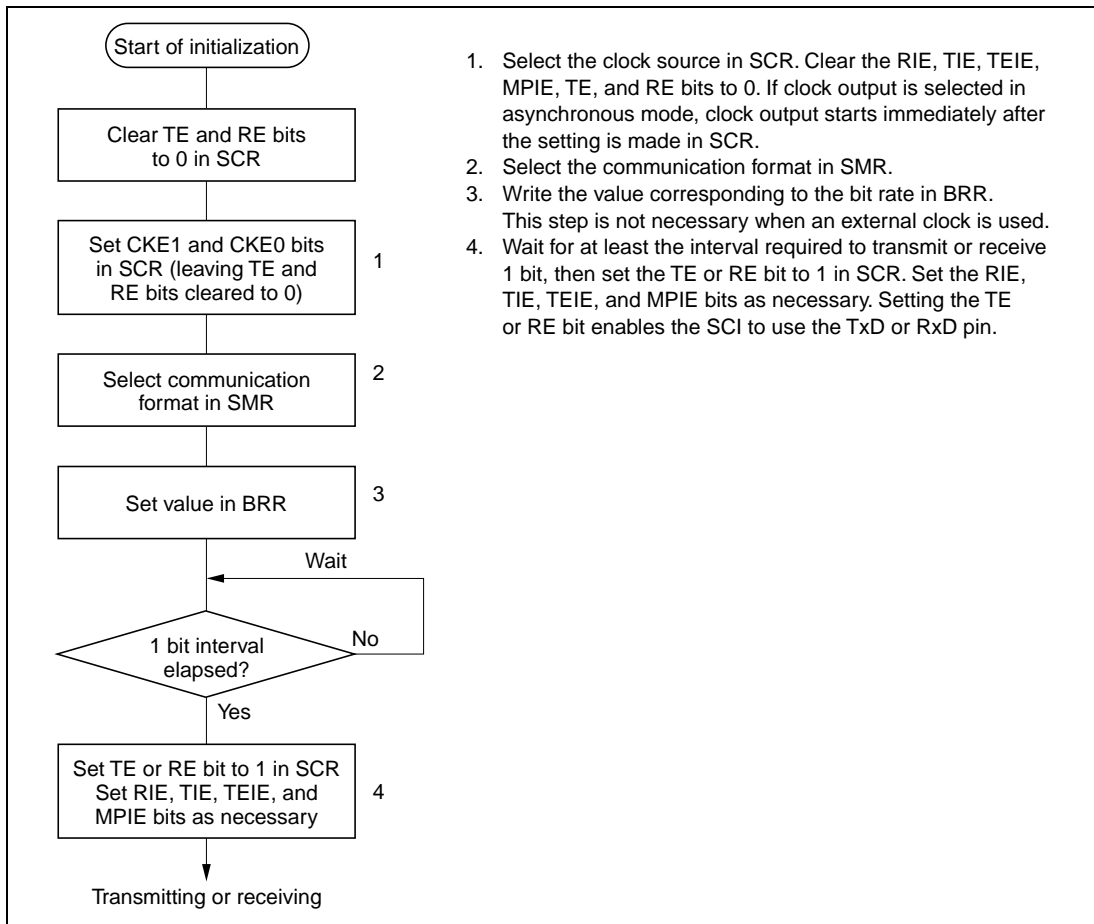 Start of initialization
Clear TE and RE bits
to 0 in SCR
Set CKE1 and CKE0 bits
in SCR (leaving TE and
RE bits cleared to 0)
1
Select communication
format in SMR
2
Set value in BRR
3
Wait
1 bit interval
elapsed?
No
Yes
Set TE or RE bit to 1 in SCR
Set RIE, TIE, TEIE, and
MPIE bits as necessary
4
Transmitting or receiving
1. Select the clock source in SCR. Clear the RIE, TIE, TEIE,
MPIE, TE, and RE bits to 0. If clock output is selected in
asynchronous mode, clock output starts immediately after
the setting is made in SCR.
2. Select the communication format in SMR.
3. Write the value corresponding to the bit rate in BRR.
This step is not necessary when an external clock is used.
4. Wait for at least the interval required to transmit or receive
1 bit, then set the TE or RE bit to 1 in SCR. Set the RIE,
TIE, TEIE, and MPIE bits as necessary. Setting the TE
or RE bit enables the SCI to use the TxD or RxD pin.